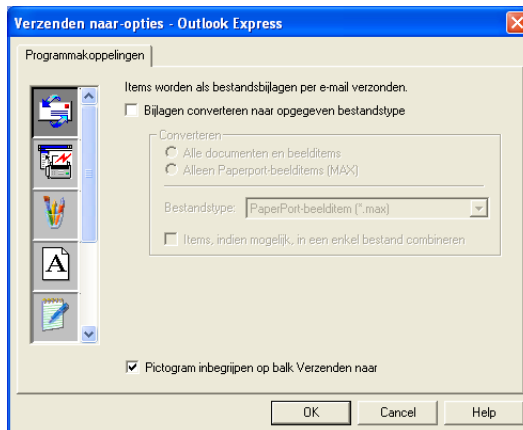 Verzenden naar-opties - Outlook Express
Programmakoppelingen
Items worden als bestandsbijlagen per e-mail verzonden.
Bijlagen converteren naar opgegeven bestandstype
Converteren
Alle documenten en beelditems
Alleen Paperport-beelditems (MAX)
Bestandstype: PaperPort-beelditem (*.max)
Items, indien mogelijk, in een enkel bestand combineren
A
Pictogram inbegrijpen op balk Verzenden naar
OK Cancel Help